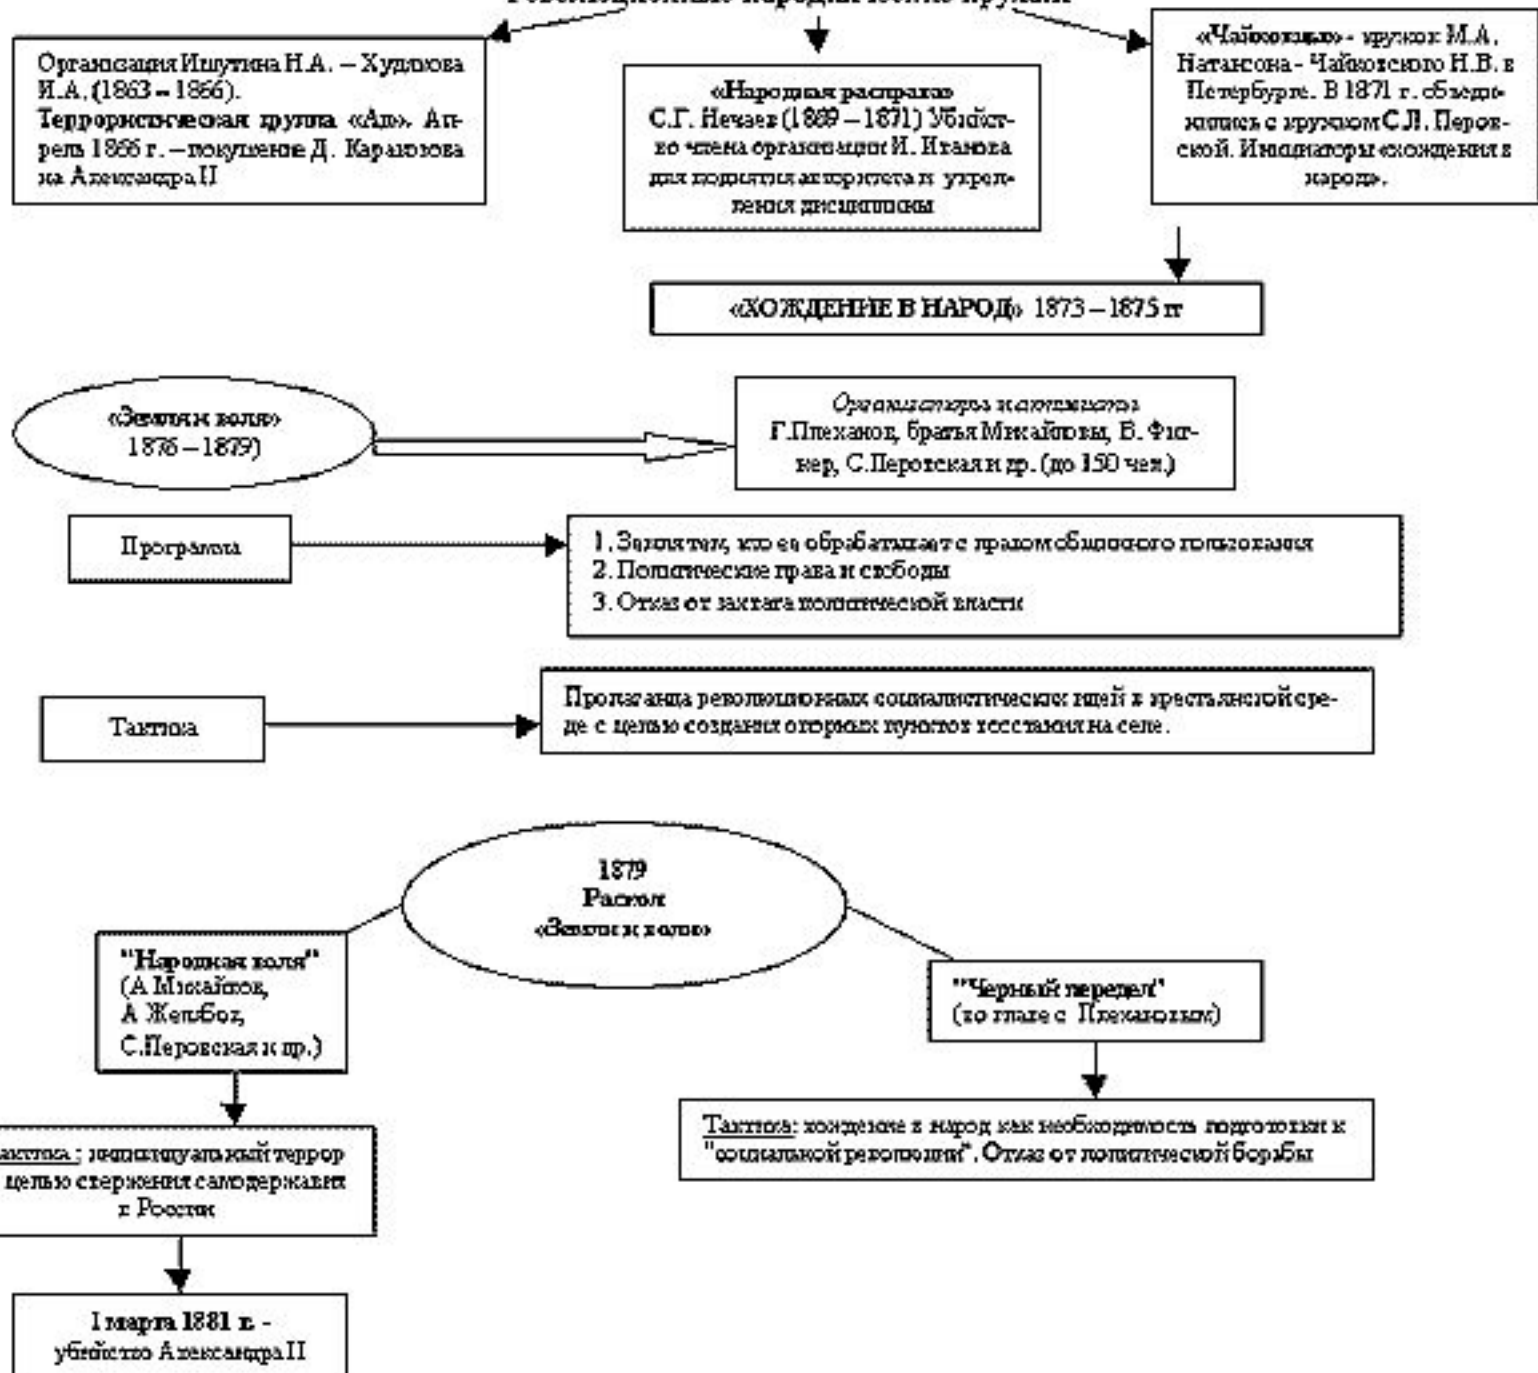 Революционные народнические кружки
Организация Ишутина Н.А. – Худякова
И.А. (1863 – 1866).
Террористическая группа «Ад». Ап-
рель 1866 г. – покушение Д. Каракозова
на Александра II
«Народная расправа»
С.Г. Нечаев (1869 – 1871) Убийст-
во члена организации И. Иванова
для поднятия авторитета и укреп-
ления дисциплины
«Чайковцы» - кружок М.А.
Натансона - Чайковского Н.В. в
Петербурге. В 1871 г. объеди-
нились с кружком С.Л. Перов-
ской. Инициаторы «хождения в
народ».
«ХОЖДЕНИЕ В НАРОД» 1873 – 1875 гг
«Земля и воля»
1876 – 1879)
Организаторы и активисты
Г.Плеханов, братья Михайловы, В. Фиг-
нер, С.Перовская и др. (до 150 чел.)
Программа
1. Земля тем, кто ее обрабатывает с правом общинного пользования
2. Политические права и свободы
3. Отказ от захвата политической власти
Тактика
Пропаганда революционных социалистических идей в крестьянской сре-
де с целью создания опорных пунктов восстания на селе.
1879
Раскол
«Земли и воли»
"Народная воля"
(А Михайлов,
А Желябов,
С.Перовская и др.)
"Черный передел"
(во главе с Плехановым)
актика : индивидуальный террор
целью свержения самодержавия
в России
Тактика: хождение в народ как необходимость подготовки к
"социальной революции". Отказ от политической борьбы
I марта 1881 г. -
убийство Александра II